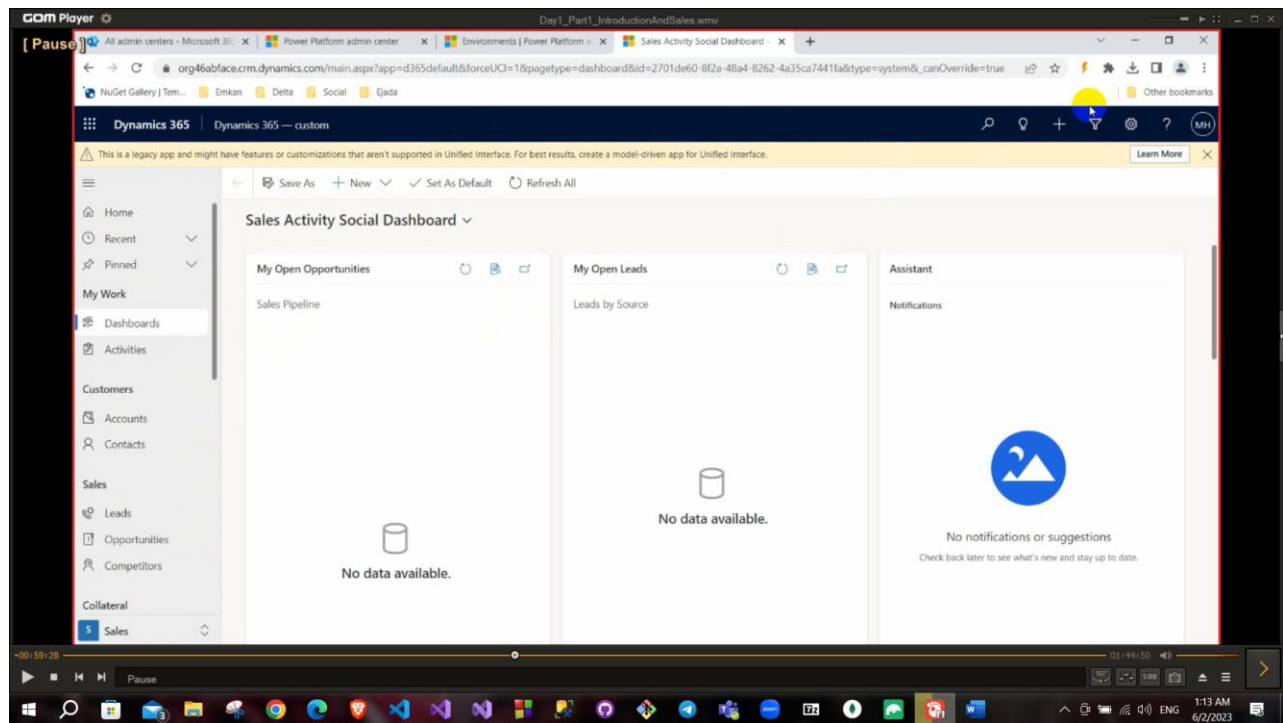 GOM Player
Day1_Part1_IntroductionAndSales.wmv
[ Pause ]
All admin centers - Microsoft 36
Power Platform admin center
Environments | Power Platform a
Sales Activity Social Dashboard -
org46abface.crm.dynamics.com/main.aspx?app=d365default&forceUCI=1&pagetype=dashboard&id=2701de60-8f2a-48a4-8262-4a35ca7441fa&type=system&_canOverride=true
NuGet Gallery | Tem...
Emkan
Delta
Social
Ejada
Other bookmarks
Dynamics 365
Dynamics 365 — custom
MH
This is a legacy app and might have features or customizations that aren't supported in Unified Interface. For best results, create a model-driven app for Unified Interface.
Learn More
Save As
New
Set As Default
Refresh All
Home
Recent
Pinned
My Work
Dashboards
Activities
Customers
Accounts
Contacts
Sales
Leads
Opportunities
Competitors
Collateral
S Sales
Sales Activity Social Dashboard
My Open Opportunities
Sales Pipeline
No data available.
My Open Leads
Leads by Source
No data available.
Assistant
Notifications
No notifications or suggestions
Check back later to see what's new and stay up to date.
-00:59:28
01:44:50
Pause
360°
SUB
ENG
1:13 AM
6/2/2023